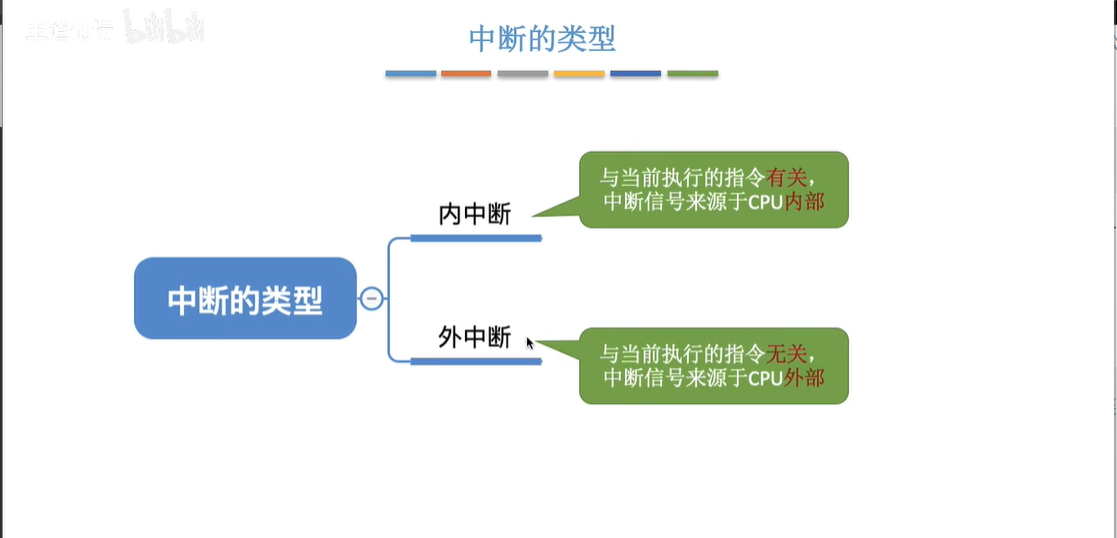 王道论坛 bilibili
中断的类型
与当前执行的指令有关，
中断信号来源于CPU内部
内中断
中断的类型
外中断
与当前执行的指令无关，
中断信号来源于CPU外部